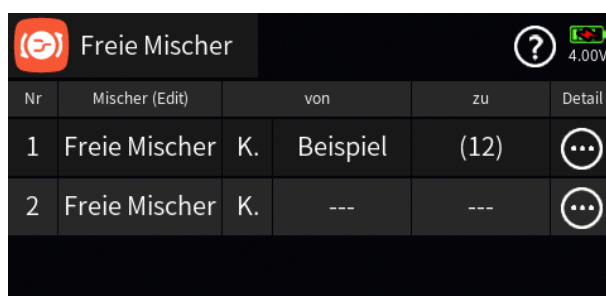 Freie Mischer ?
4.00V
Nr Mischer (Edit) von zu Detail
1 Freie Mischer K. Beispiel (12)
2 Freie Mischer K. --- ---